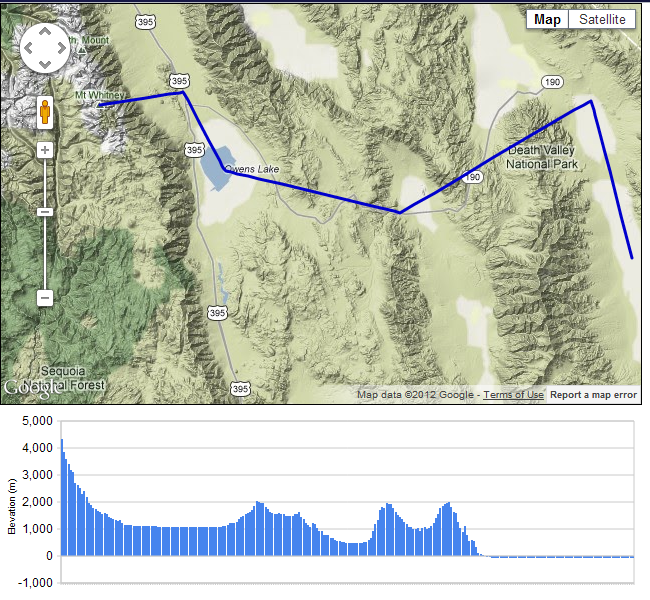 395
Map Satellite
th. Mount
Mt Whitney
395
190
395
Owens Lake
Death Valley
National Park
190
395
Sequoia
National Forest
395
Google
Map data ©2012 Google - Terms of Use Report a map error
5,000
4,000
3,000
2,000
1,000
0
-1,000
Elevation (m)